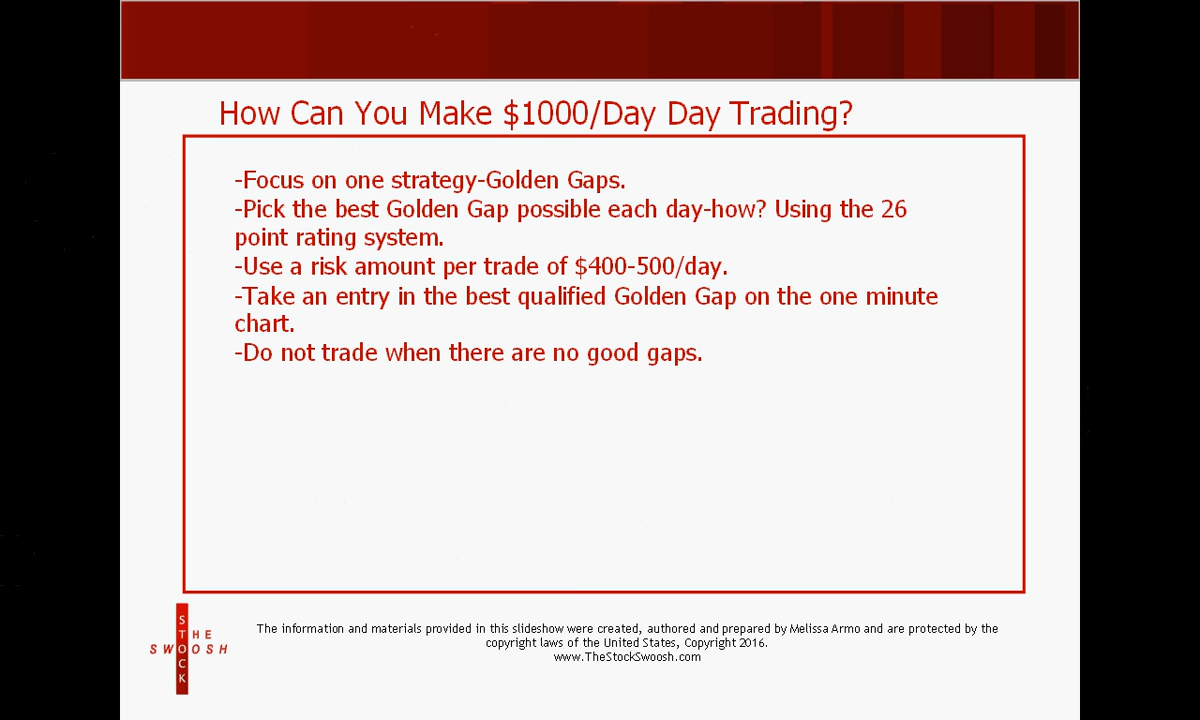 How Can You Make $1000/Day Day Trading?
-Focus on one strategy-Golden Gaps.
-Pick the best Golden Gap possible each day-how? Using the 26
point rating system.
-Use a risk amount per trade of $400-500/day.
-Take an entry in the best qualified Golden Gap on the one minute
chart.
-Do not trade when there are no good gaps.
THE
STOCK
SWOOSH
The information and materials provided in this slideshow were created, authored and prepared by Melissa Armo and are protected by the
copyright laws of the United States, Copyright 2016.
www.TheStockSwoosh.com